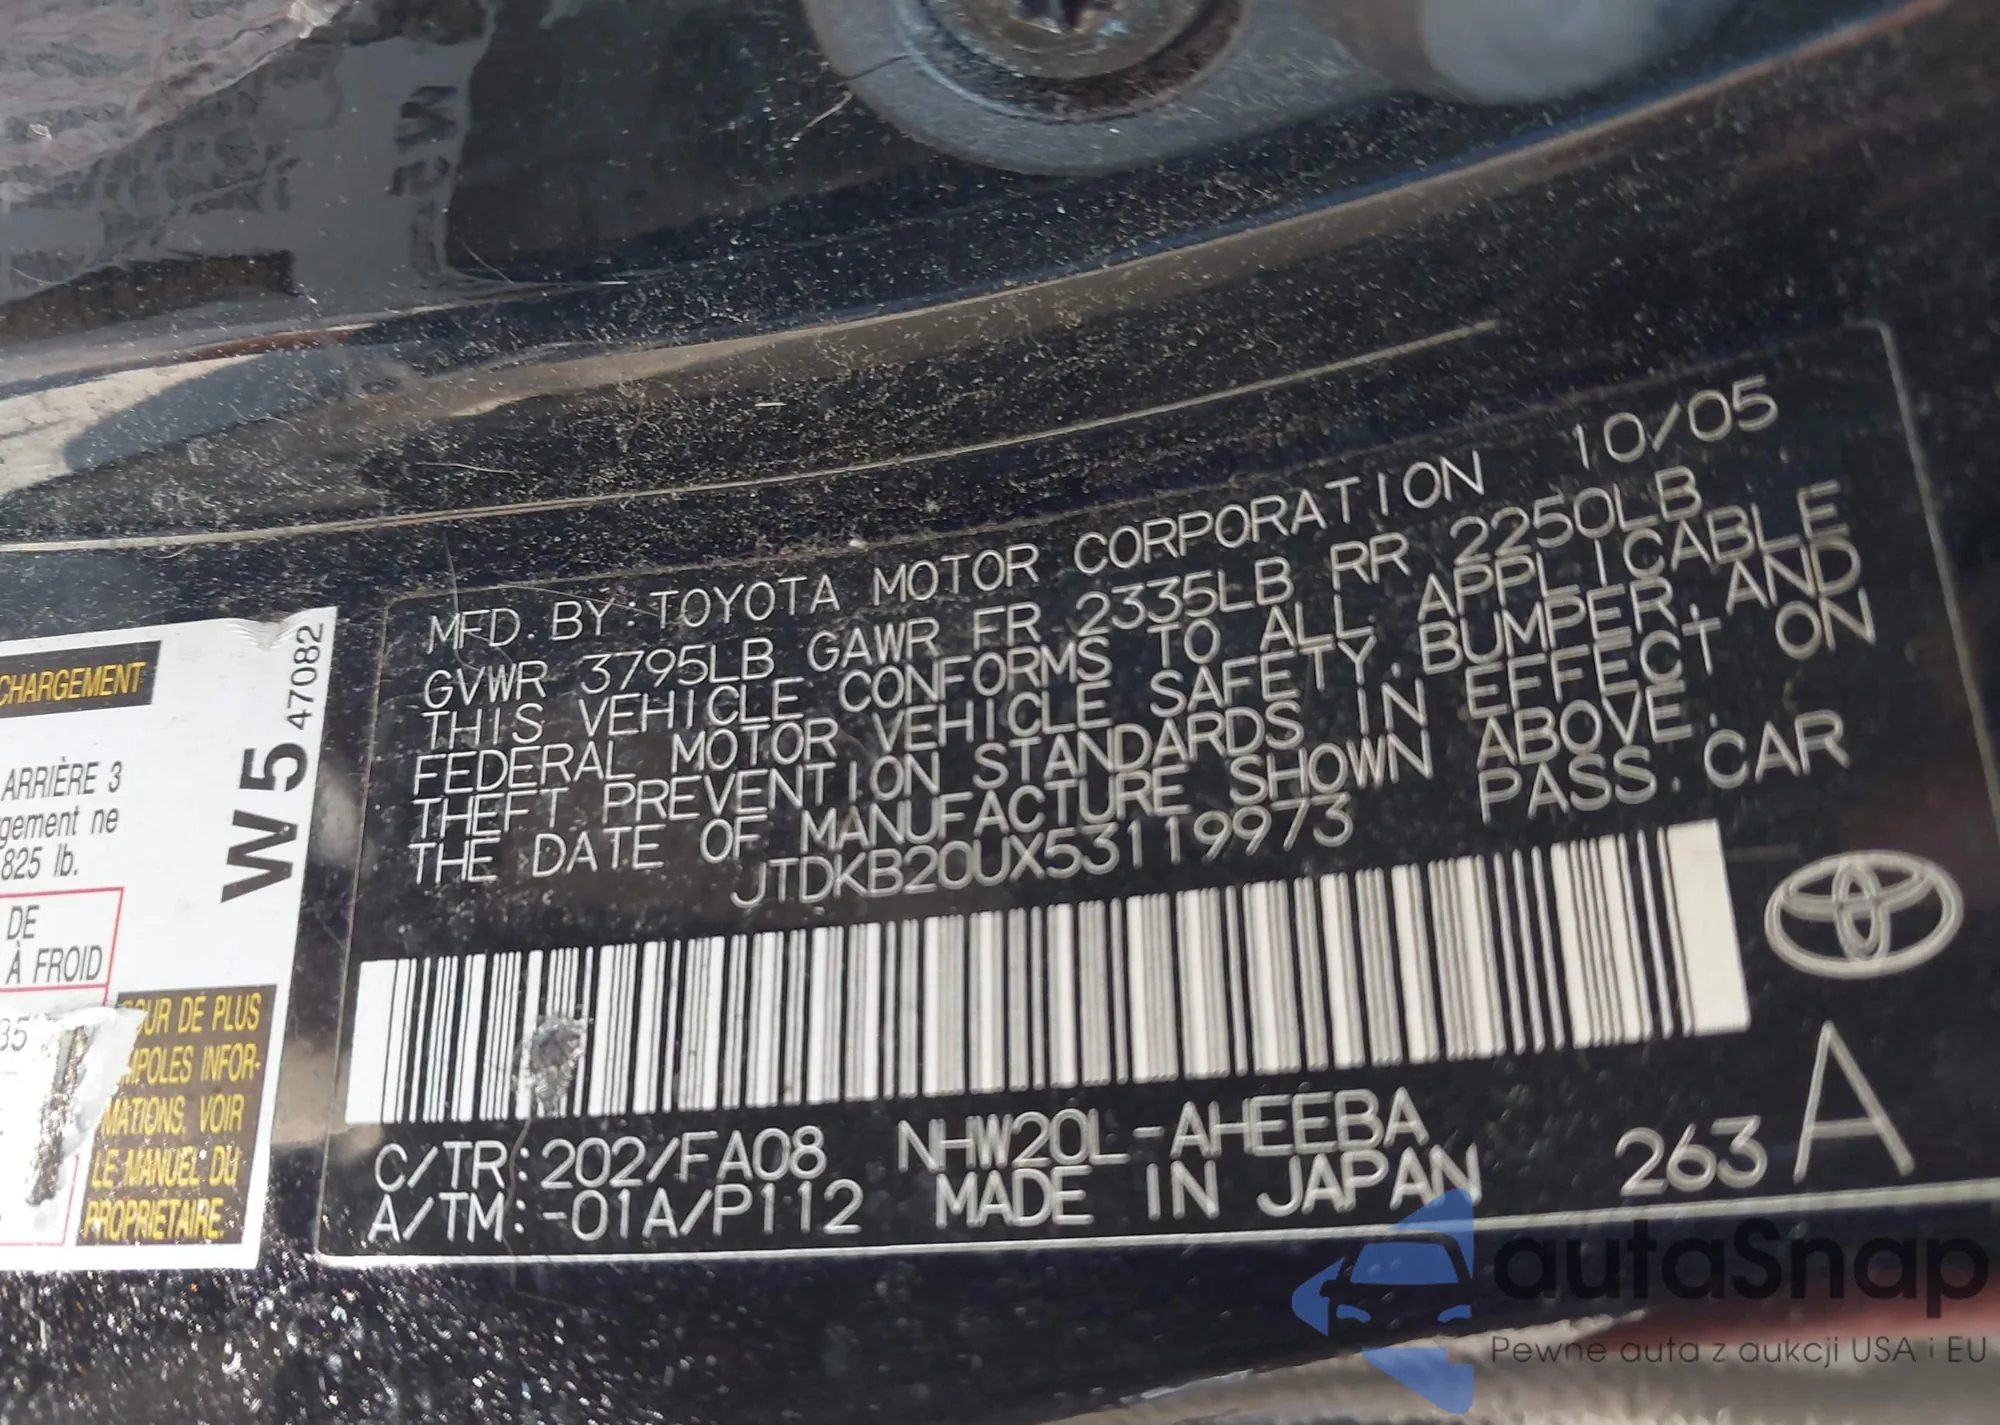 MFD. BY: TOYOTA MOTOR CORPORATION 10/05
GVWR 3795LB GAWR FR 2335LB RR 2250LB
THIS VEHICLE CONFORMS TO ALL APPLICABLE
FEDERAL MOTOR VEHICLE SAFETY, BUMPER, AND
THEFT PREVENTION STANDARDS IN EFFECT ON
THE DATE OF MANUFACTURE SHOWN ABOVE.
JTDKB20UX53119973 PASS. CAR
C/TR: 202/FA08 NHW20L-AHEEBA
A/TM: -01A/P112 MADE IN JAPAN
263 A
W5 47082
CHARGEMENT
ARRIÈRE 3
gement ne
825 lb.
DE
À FROID
35
OUR DE PLUS
MPOLES INFOR-
MATIONS, VOIR
LE MANUEL DU
PROPRIÉTAIRE.
autaSnap
Pewne auta z aukcji USA i EU